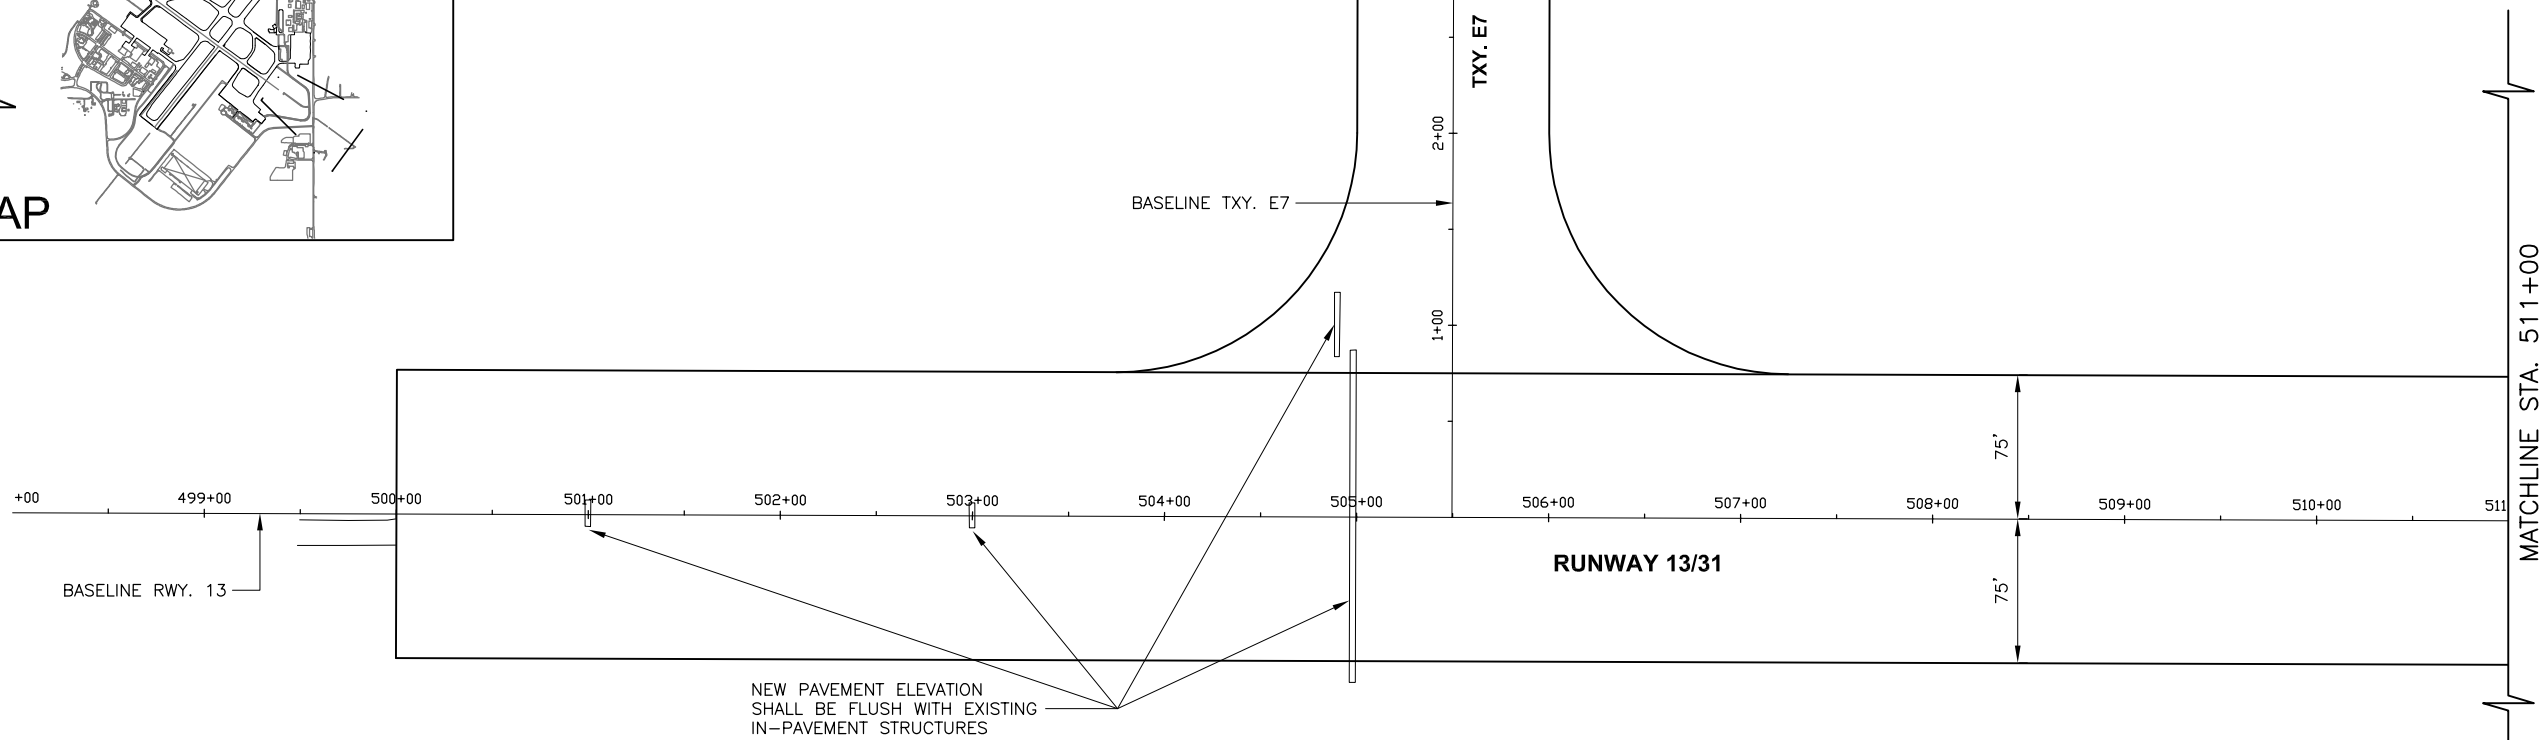 TXY. E7
2+00
BASELINE TXY. E7
AP
1+00
MATCHLINE STA. 511+00
75'
+00 499+00 500+00 501+00 502+00 503+00 504+00 505+00 506+00 507+00 508+00 509+00 510+00 511
RUNWAY 13/31
75'
BASELINE RWY. 13
NEW PAVEMENT ELEVATION
SHALL BE FLUSH WITH EXISTING
IN-PAVEMENT STRUCTURES